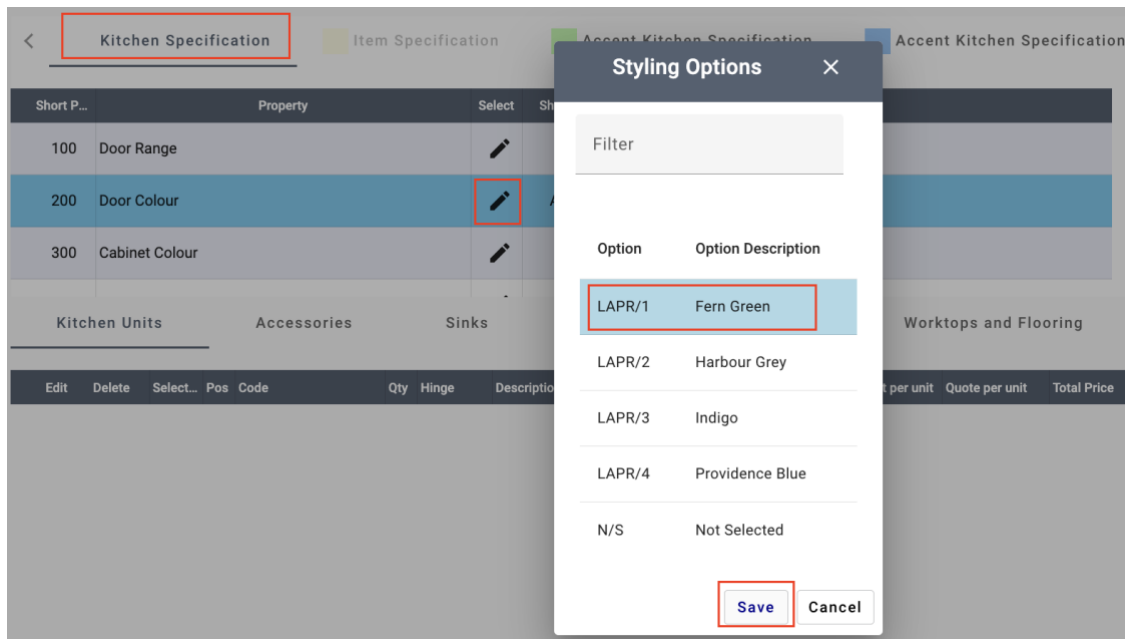 Kitchen Specification Item Specification Accent Kitchen Specification Accent Kitchen Specification
Styling Options
Short P... Property Select Sh
Filter
100 Door Range
200 Door Colour A
Option Option Description
300 Cabinet Colour
LAPR/1 Fern Green
Kitchen Units Accessories Sinks Worktops and Flooring
LAPR/2 Harbour Grey
Edit Delete Select... Pos Code Qty Hinge Descriptio t per unit Quote per unit Total Price
LAPR/3 Indigo
LAPR/4 Providence Blue
N/S Not Selected
Save Cancel